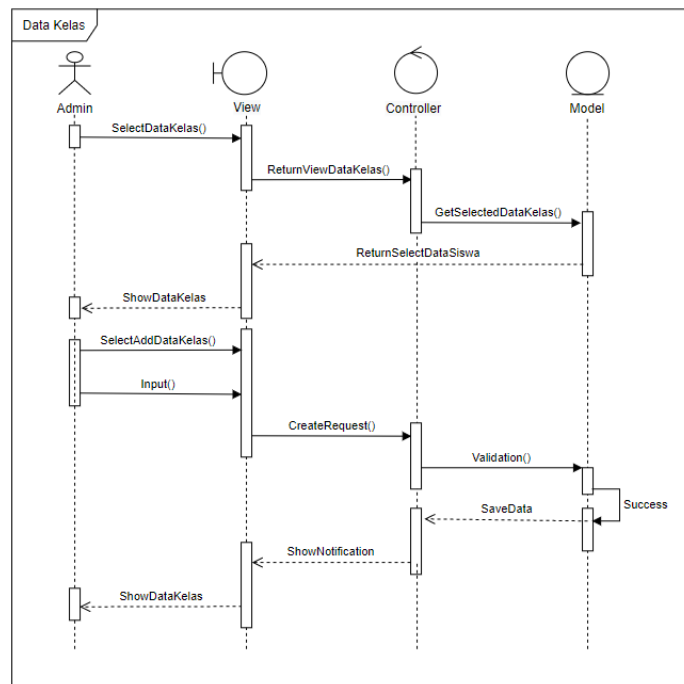 Data Kelas
Admin
View
Controller
Model
SelectDataKelas()
ReturnViewDataKelas()
GetSelectedDataKelas()
ReturnSelectDataSiswa
ShowDataKelas
SelectAddDataKelas()
Input()
CreateRequest()
Validation()
Success
SaveData
ShowNotification
ShowDataKelas